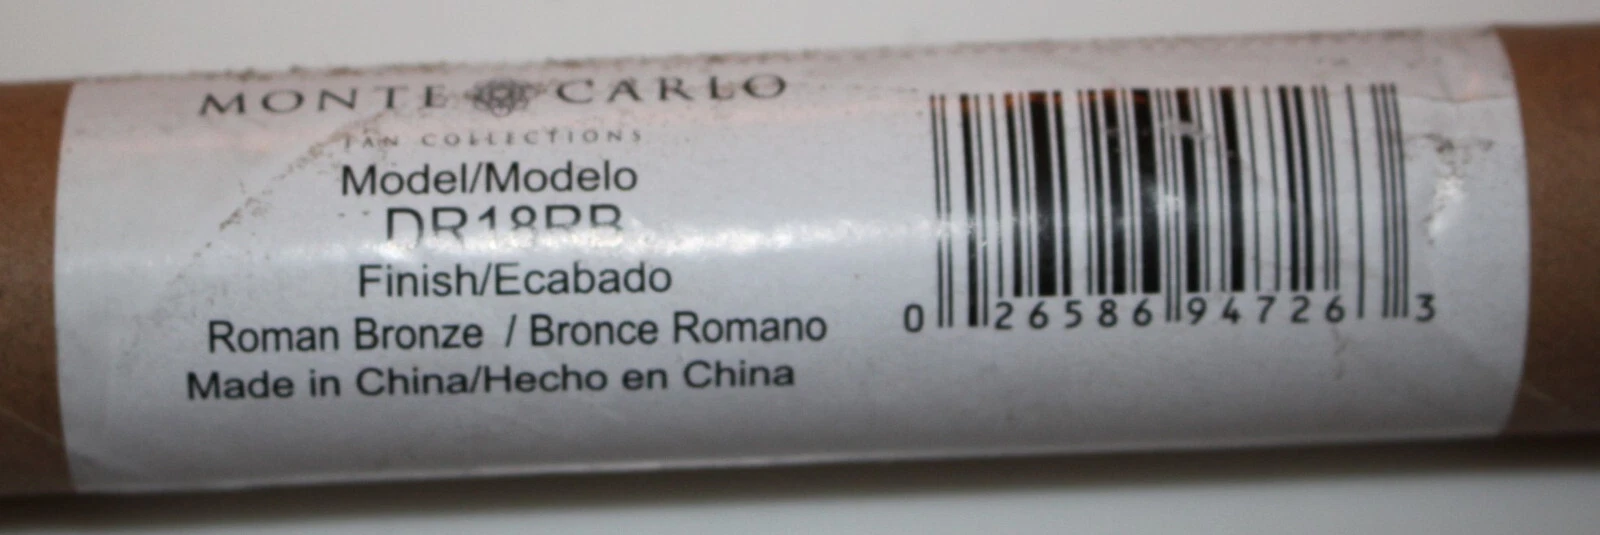 MONTE CARLO
FAN COLLECTIONS
Model/Modelo
DR18RB
Finish/Ecabado
Roman Bronze / Bronce Romano
Made in China/Hecho en China
0 26586 94726 3